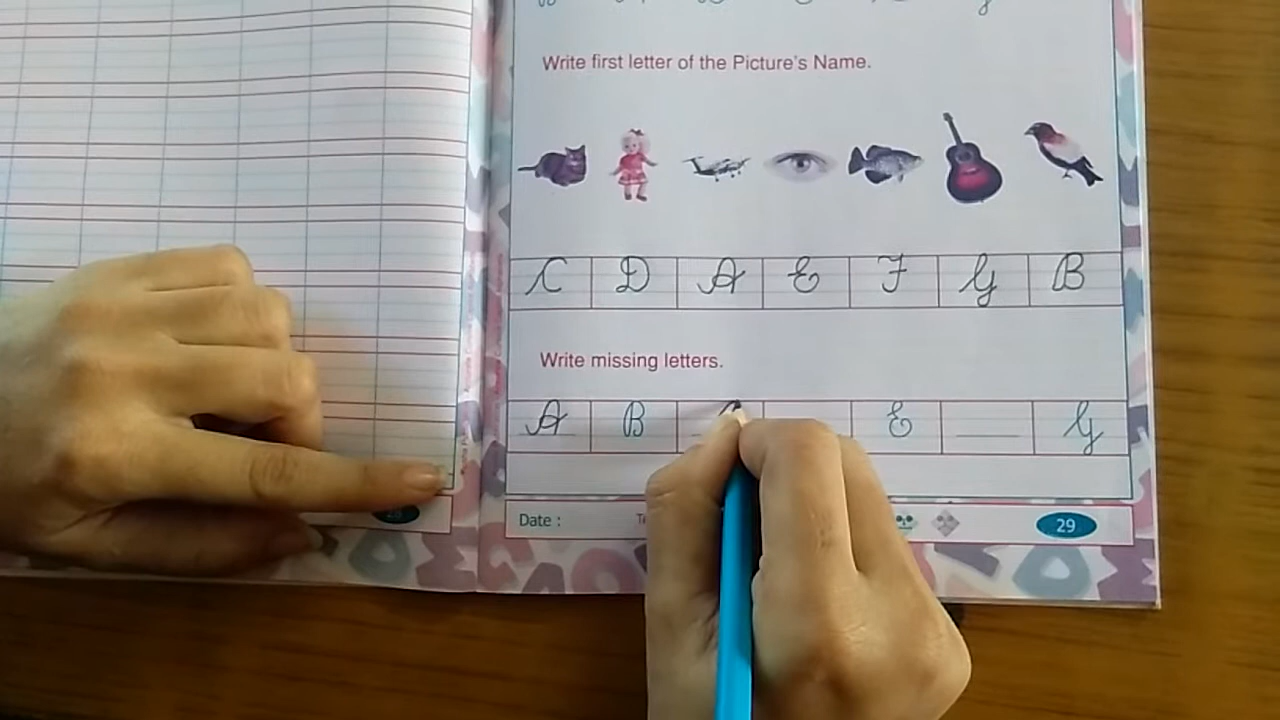 Write first letter of the Picture's Name.
C D A E F G B
Write missing letters.
A B E G
Date :
29